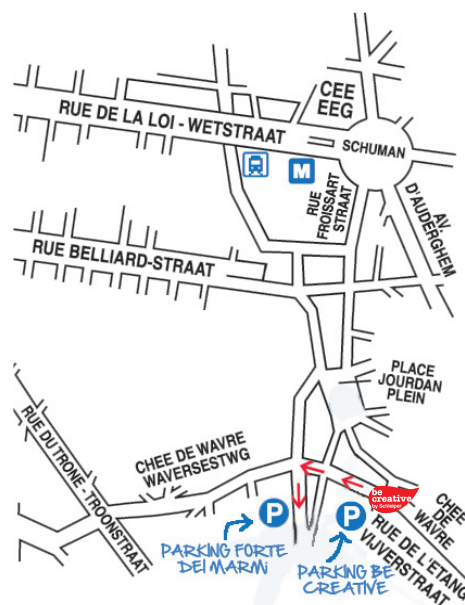 CEE
EEG
RUE DE LA LOI - WETSTRAAT
SCHUMAN
M
RUE
FROISSART
STRAAT
AV.
D'AUDERGHEM
RUE BELLIARD-STRAAT
PLACE
JOURDAN
PLEIN
RUE DU TRONE - TROONSTRAAT
CHEE DE WAVRE
WAVERSESTWG
be
creative
by Schleiper
CHEE
DE
WAVRE
P
P
RUE DE L'ETANG
VIJVERSTRAAT
PARKING FORTE
DEI MARMI
PARKING BE
CREATIVE